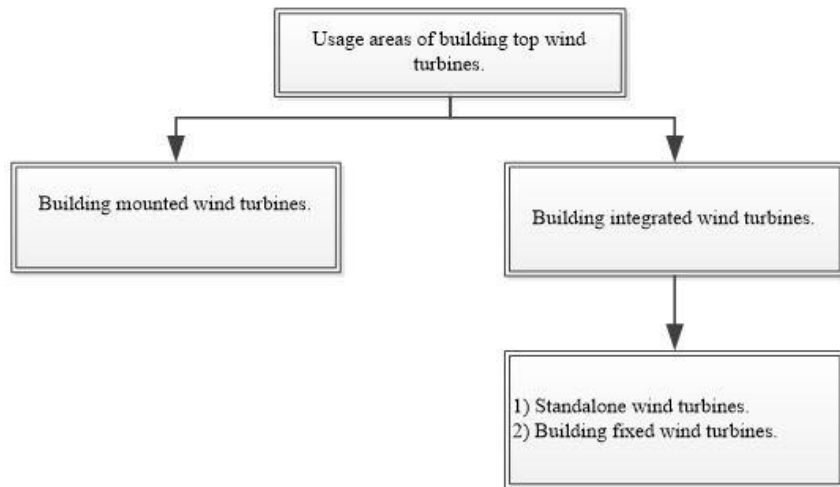 Usage areas of building top wind
turbines.
Building mounted wind turbines.
Building integrated wind turbines.
1) Standalone wind turbines.
2) Building fixed wind turbines.